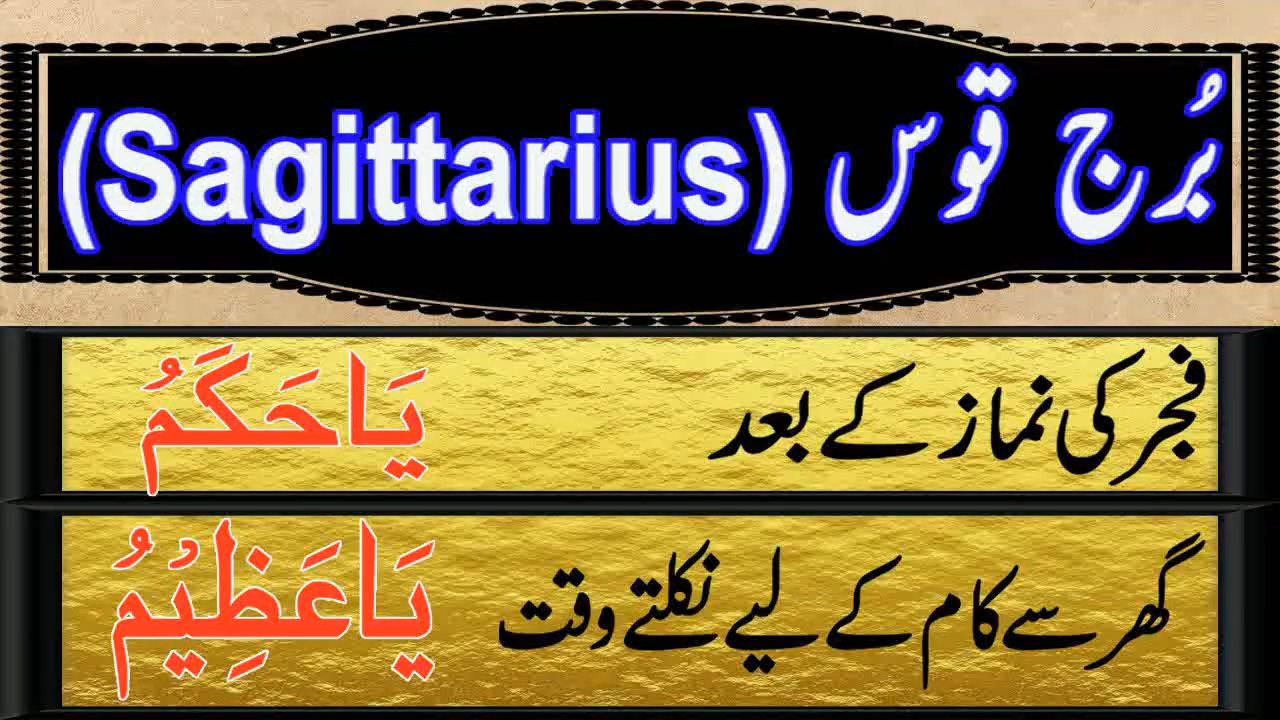 بُرج قوس (Sagittarius)
فجر کی نماز کے بعد یَاحَکَمُ
گھر سے کام کے لیے نکلتے وقت یَاعَظِیْمُ